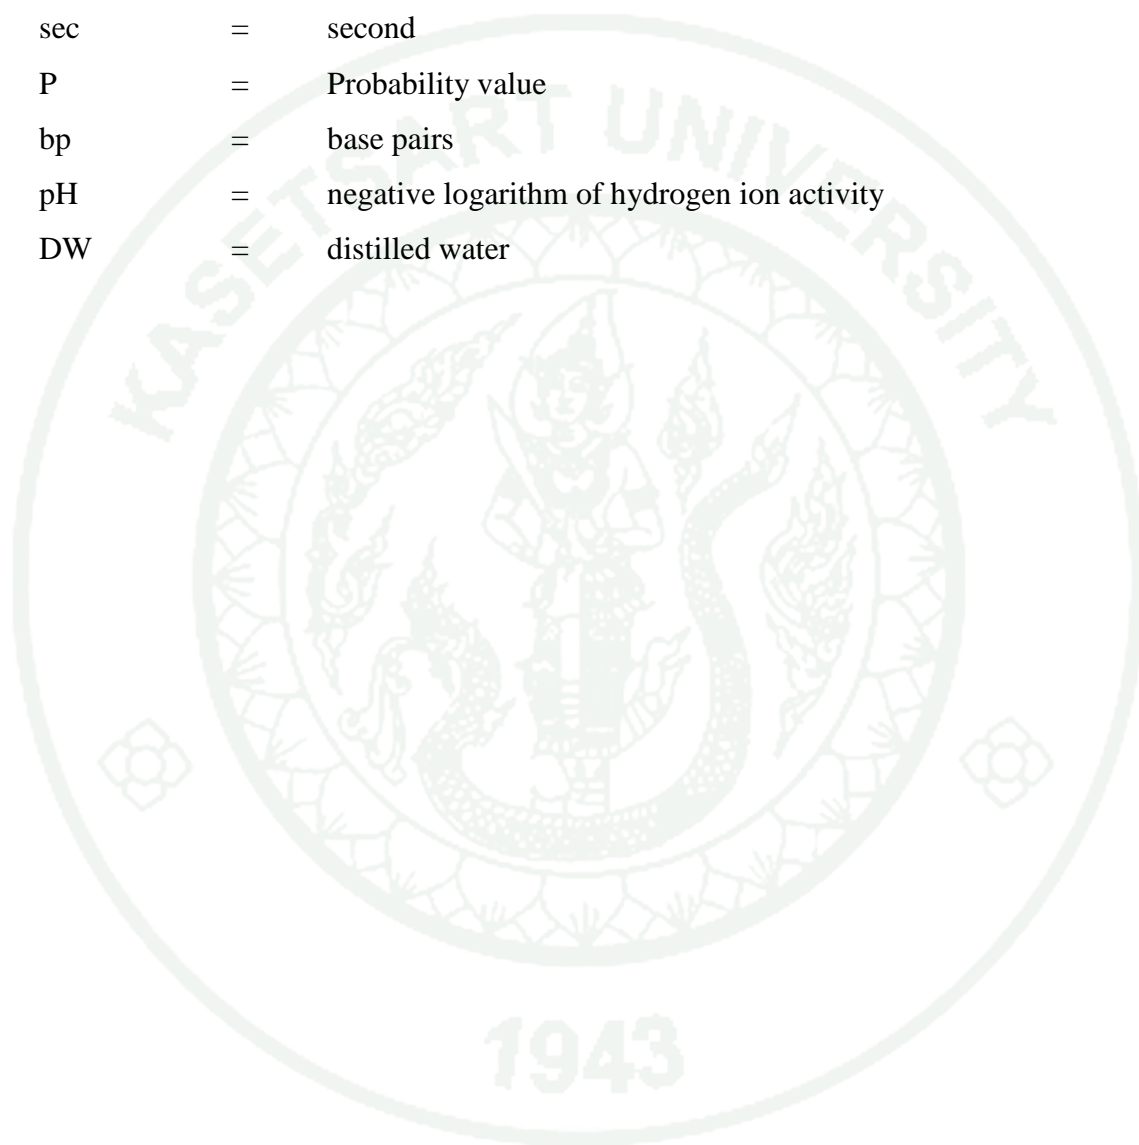 sec = second
P = Probability value
bp = base pairs
pH = negative logarithm of hydrogen ion activity
DW = distilled water
KASETSART UNIVERSITY
1943